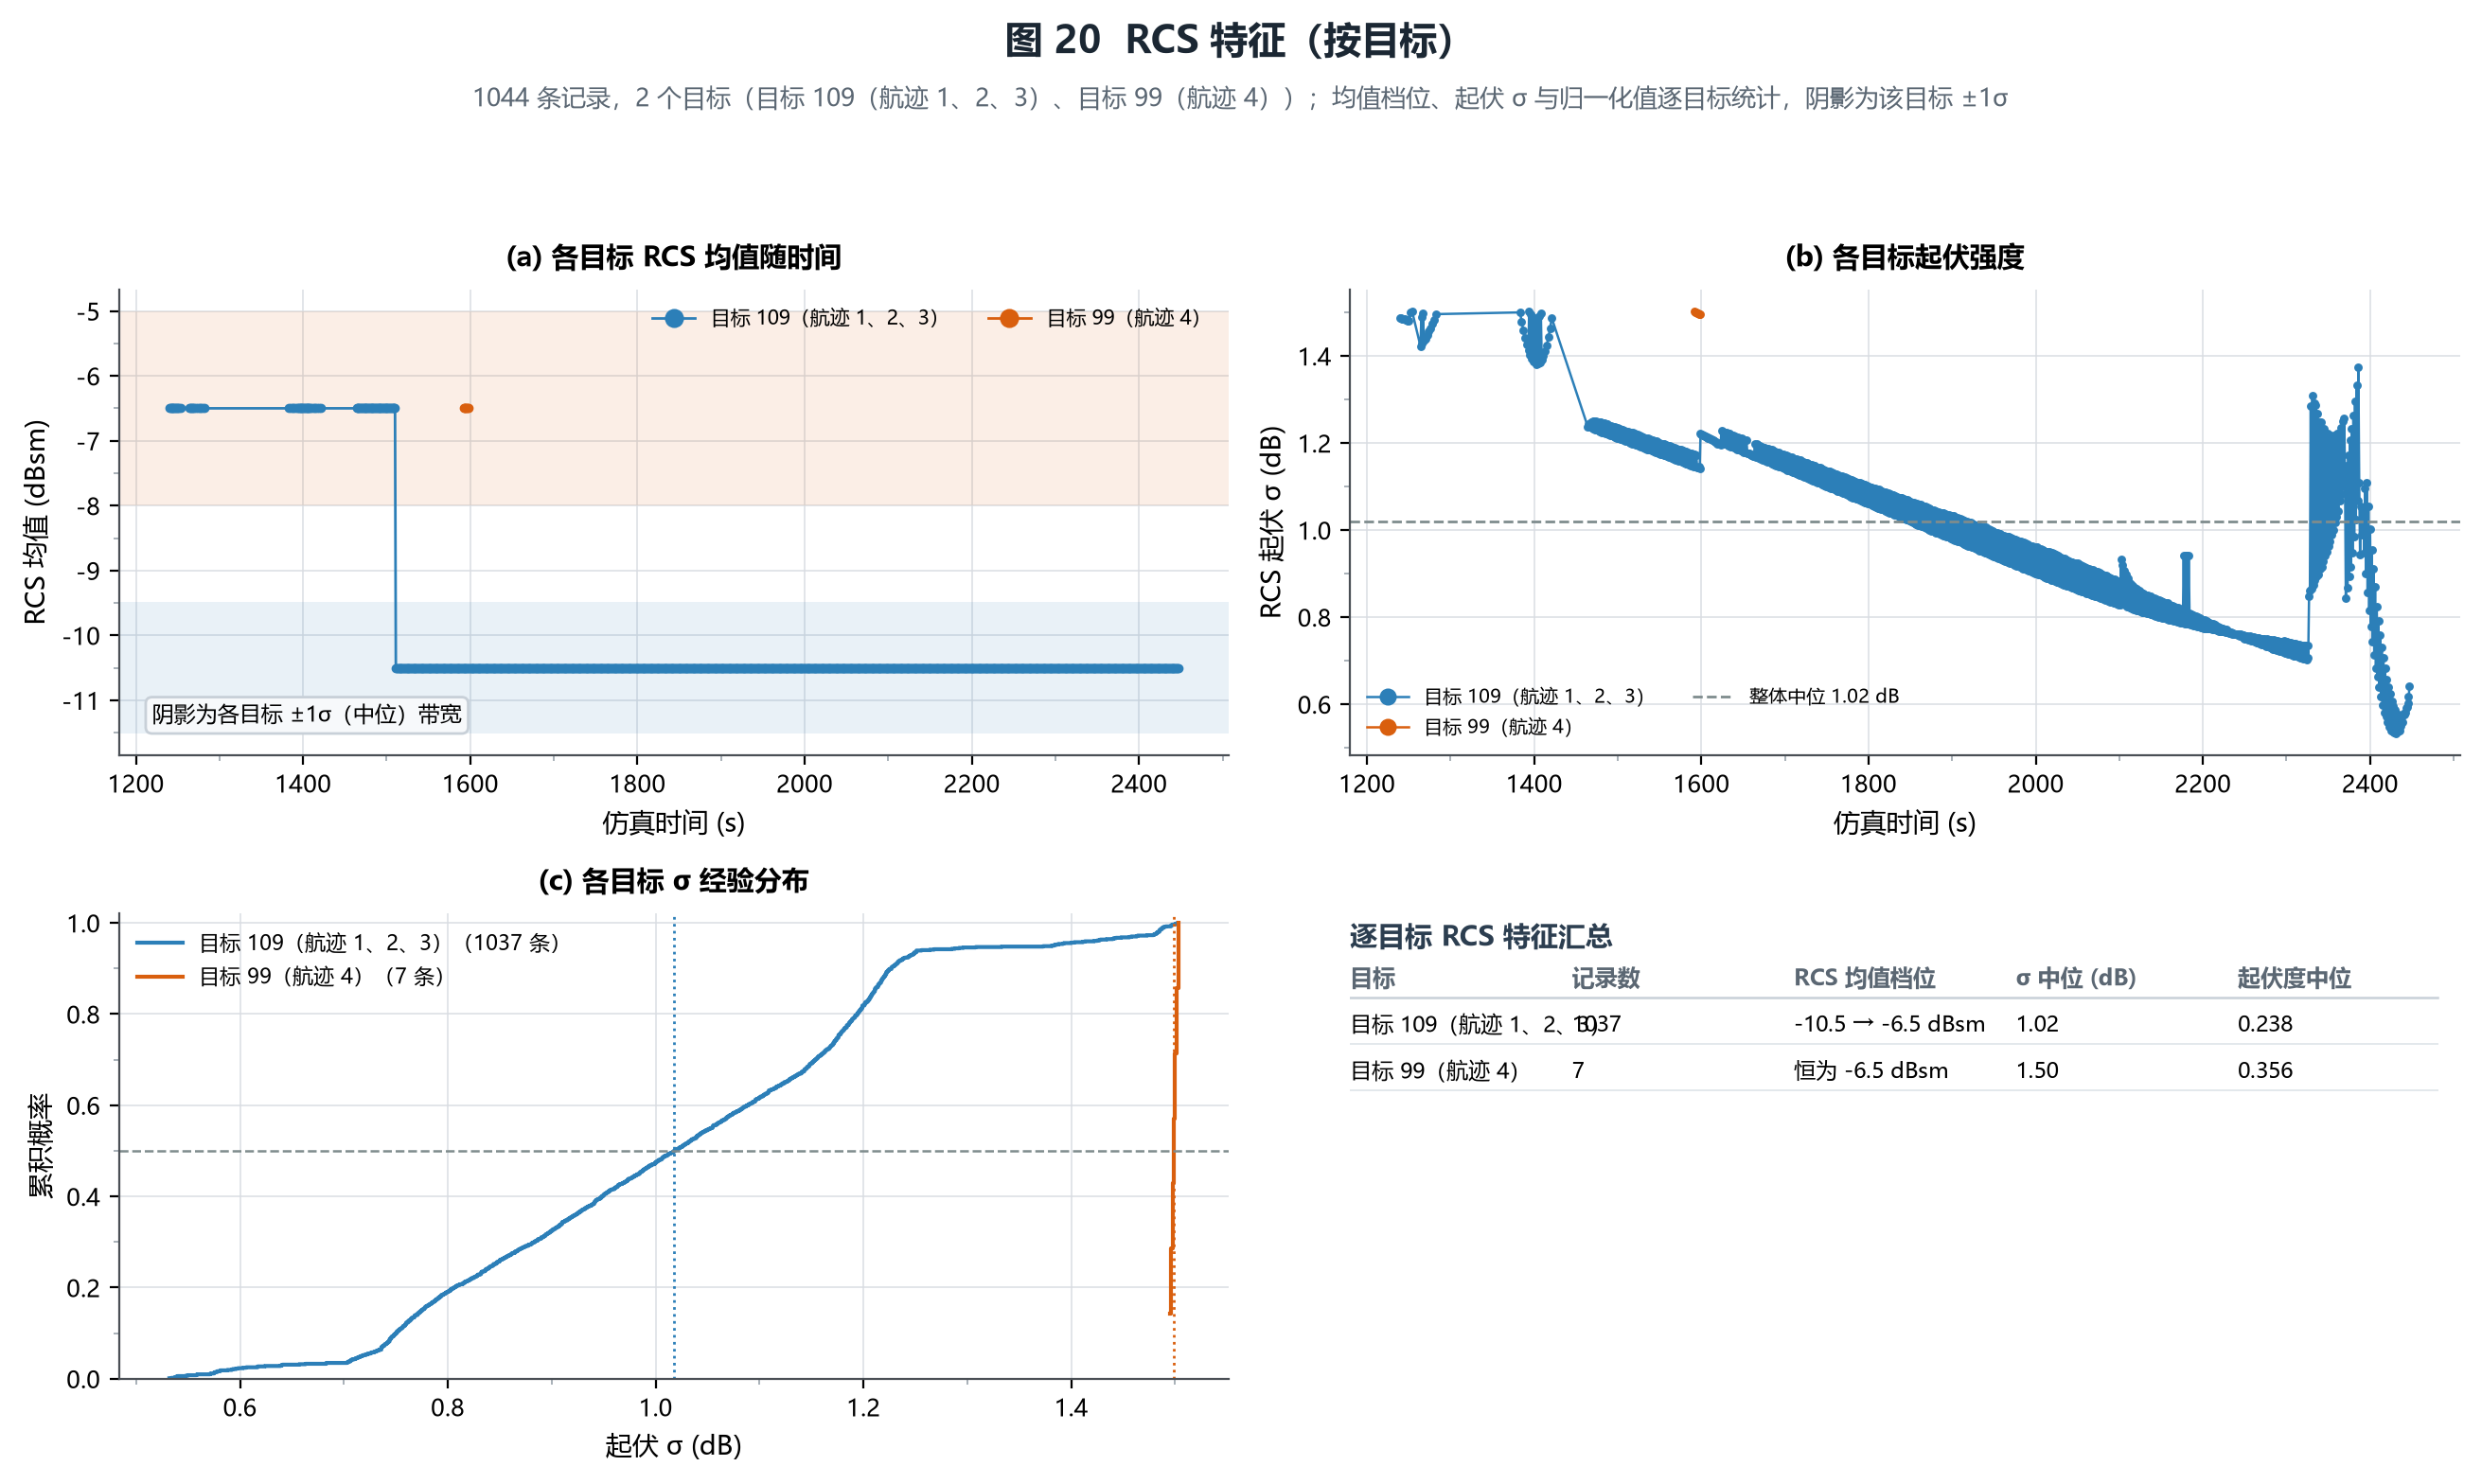 图 20  RCS 特征（按目标）
1044 条记录，2 个目标（目标 109（航迹 1、2、3）、目标 99（航迹 4））；均值档位、起伏 σ 与归一化值逐目标统计，阴影为该目标 ±1σ
(a) 各目标 RCS 均值随时间
目标 109（航迹 1、2、3）
目标 99（航迹 4）
-5
-6
-7
-8
-9
-10
-11
RCS 均值 (dBsm)
阴影为各目标 ±1σ（中位）带宽
1200 1400 1600 1800 2000 2200 2400
仿真时间 (s)
(b) 各目标起伏强度
1.4
1.2
1.0
0.8
0.6
RCS 起伏 σ (dB)
目标 109（航迹 1、2、3）
目标 99（航迹 4）
整体中位 1.02 dB
1200 1400 1600 1800 2000 2200 2400
仿真时间 (s)
(c) 各目标 σ 经验分布
目标 109（航迹 1、2、3）（1037 条）
目标 99（航迹 4）（7 条）
1.0
0.8
0.6
0.4
0.2
0.0
累积概率
0.6 0.8 1.0 1.2 1.4
起伏 σ (dB)
逐目标 RCS 特征汇总
目标 记录数 RCS 均值档位 σ 中位 (dB) 起伏度中位
目标 109（航迹 1、2、3） 1037 -10.5 → -6.5 dBsm 1.02 0.238
目标 99（航迹 4） 7 恒为 -6.5 dBsm 1.50 0.356